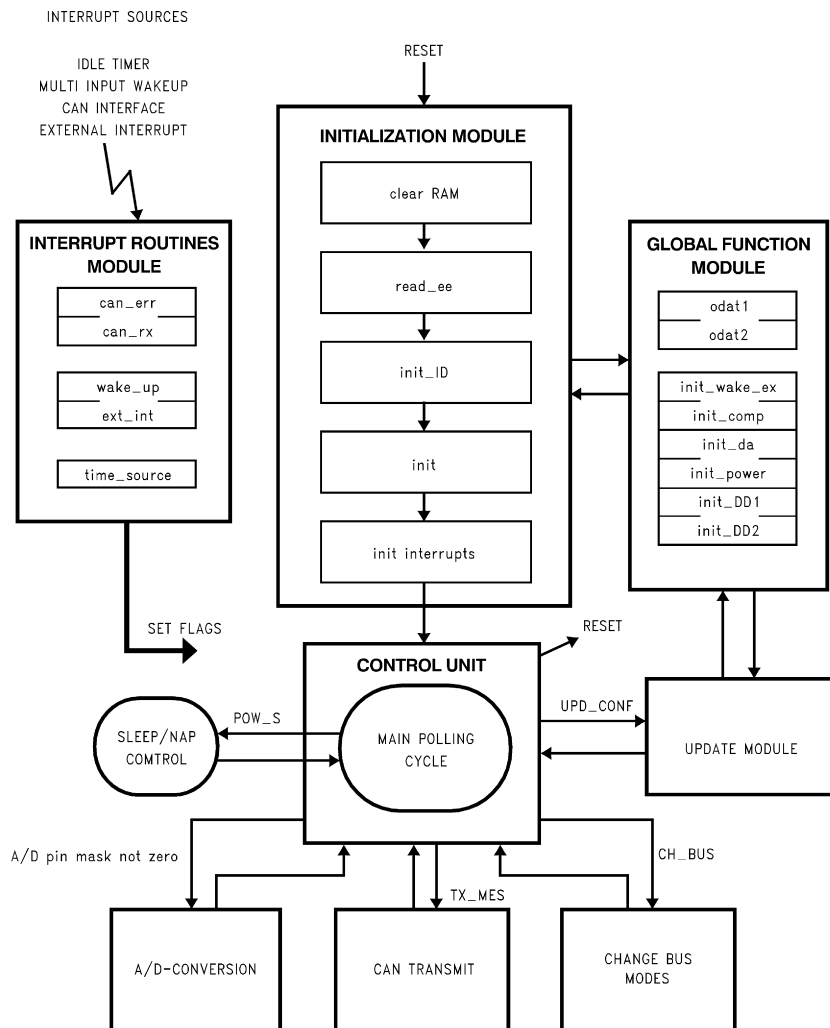 INTERRUPT SOURCES
IDLE TIMER
MULTI INPUT WAKEUP
CAN INTERFACE
EXTERNAL INTERRUPT
RESET
INITIALIZATION MODULE
clear RAM
read_ee
init_ID
init
init interrupts
INTERRUPT ROUTINES
MODULE
can_err
can_rx
wake_up
ext_int
time_source
GLOBAL FUNCTION
MODULE
odat1
odat2
init_wake_ex
init_comp
init_da
init_power
init_DD1
init_DD2
SET FLAGS
RESET
CONTROL UNIT
MAIN POLLING
CYCLE
POW_S
SLEEP/NAP
COMTROL
UPD_CONF
UPDATE MODULE
A/D pin mask not zero
TX_MES
CH_BUS
A/D-CONVERSION
CAN TRANSMIT
CHANGE BUS
MODES